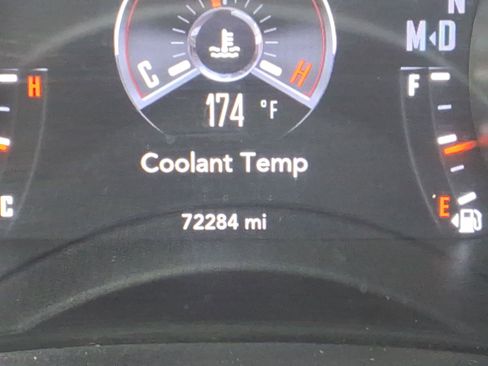 N
M D
H
C H
F
174 °F
Coolant Temp
C
E
72284 mi